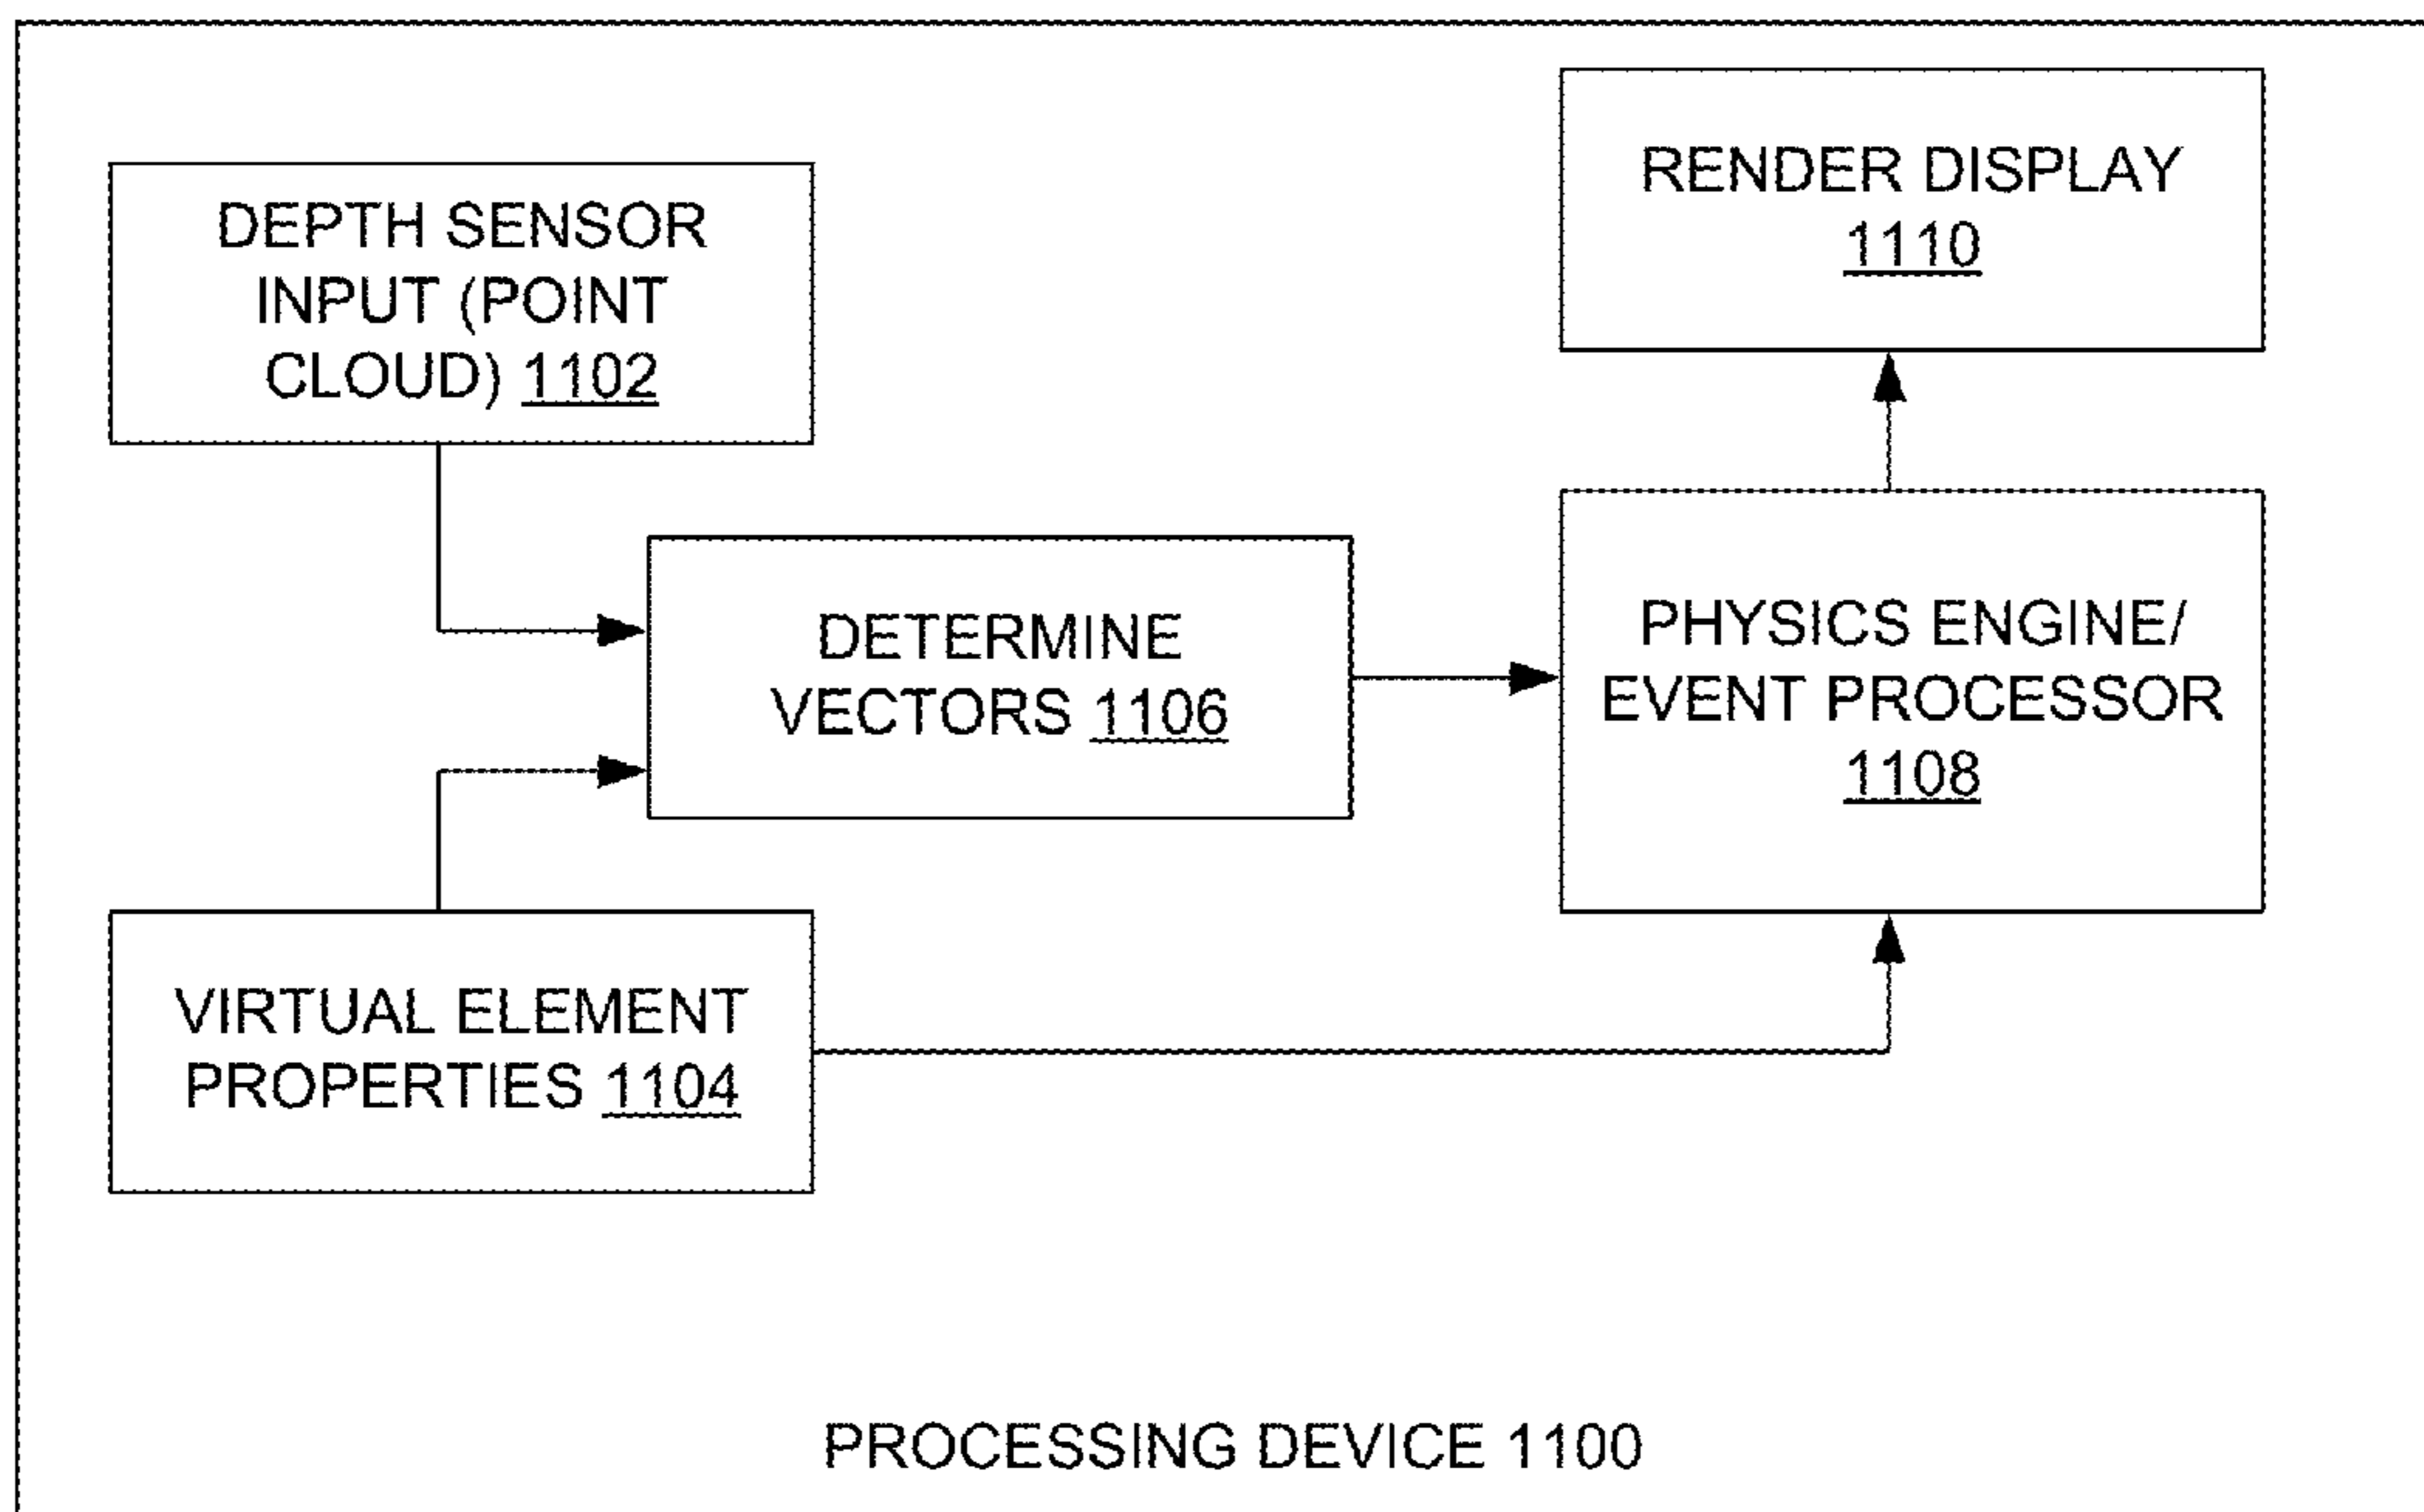 DEPTH SENSOR
INPUT (POINT
CLOUD) 1102
RENDER DISPLAY
1110
DETERMINE
VECTORS 1106
PHYSICS ENGINE/
EVENT PROCESSOR
1108
VIRTUAL ELEMENT
PROPERTIES 1104
PROCESSING DEVICE 1100